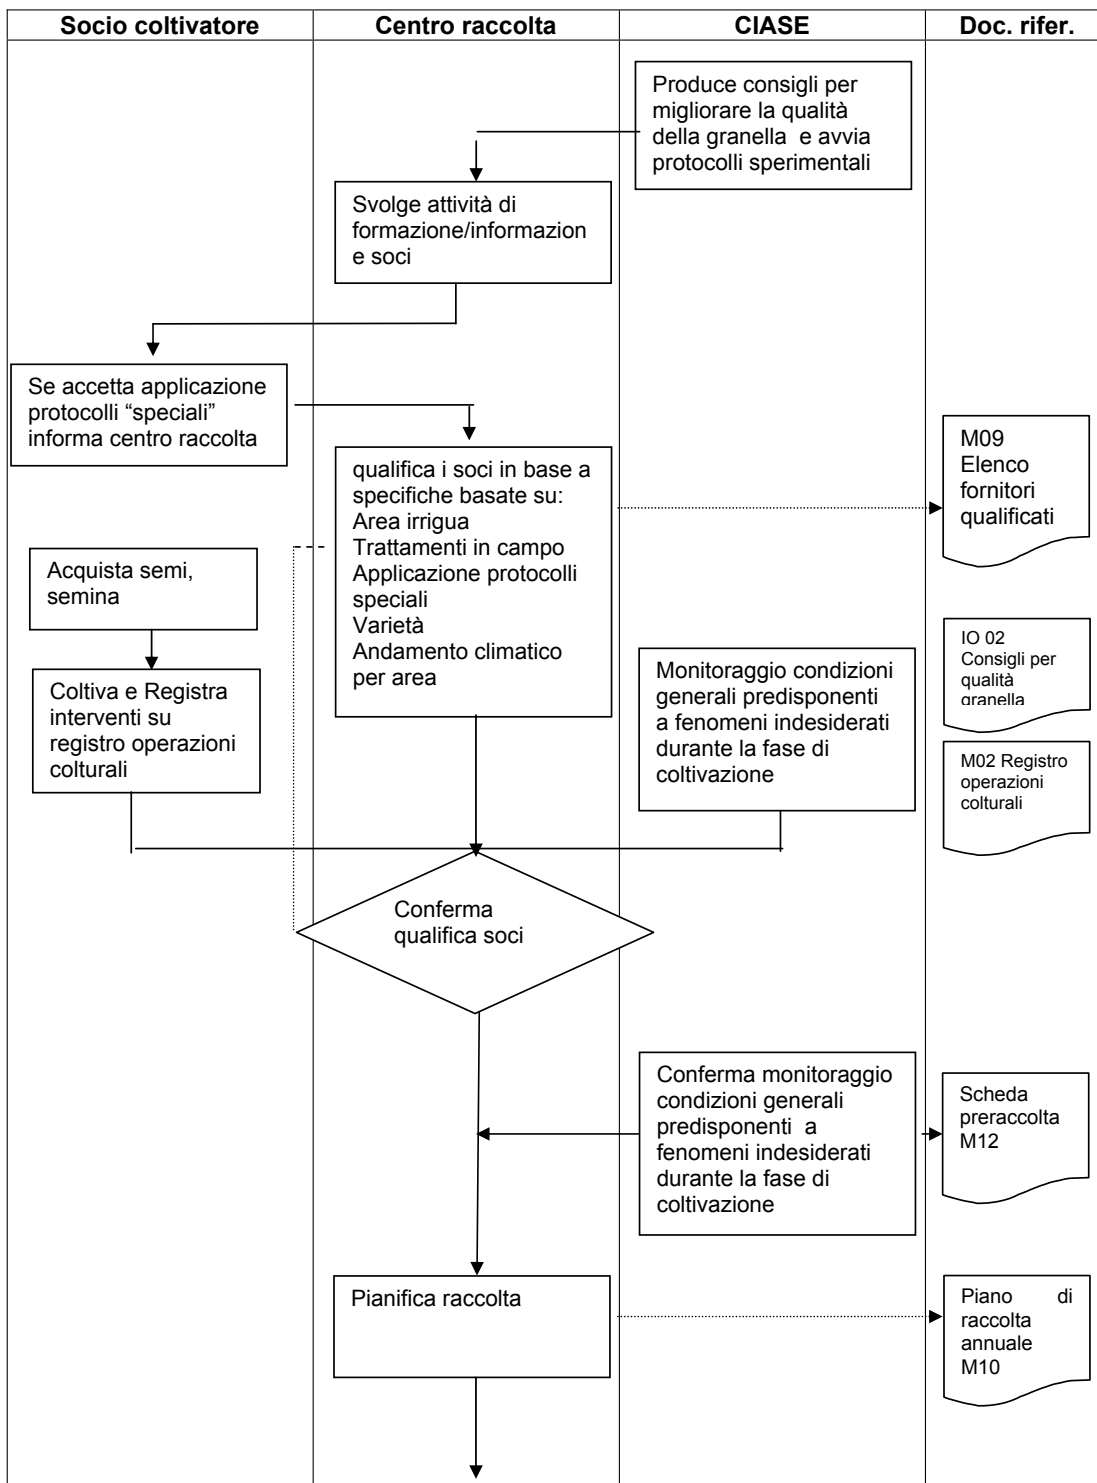 Socio coltivatore
Centro raccolta
CIASE
Doc. rifer.
Produce consigli per
migliorare la qualità
della granella e avvia
protocolli sperimentali
Svolge attività di
formazione/informazion
e soci
Se accetta applicazione
protocolli “speciali”
informa centro raccolta
qualifica i soci in base a
specifiche basate su:
Area irrigua
Trattamenti in campo
Applicazione protocolli
speciali
Varietà
Andamento climatico
per area
M09
Elenco
fornitori
qualificati
Acquista semi,
semina
Coltiva e Registra
interventi su
registro operazioni
colturali
Monitoraggio condizioni
generali predisponenti
a fenomeni indesiderati
durante la fase di
coltivazione
IO 02
Consigli per
qualità
granella
M02 Registro
operazioni
colturali
Conferma
qualifica soci
Conferma monitoraggio
condizioni generali
predisponenti a
fenomeni indesiderati
durante la fase di
coltivazione
Scheda
preraccolta
M12
Pianifica raccolta
Piano di
raccolta
annuale
M10